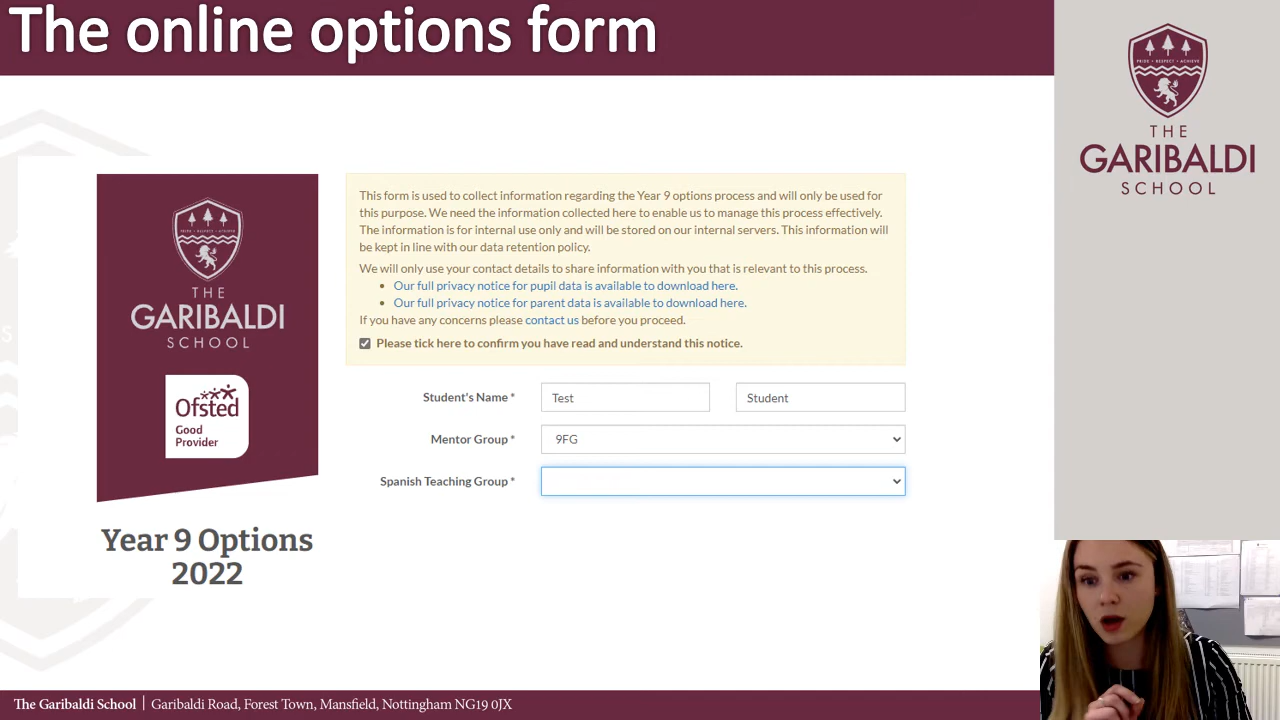 The online options form
PRIDE • RESPECT • ACHIEVE
THE
GARIBALDI
SCHOOL
THE
GARIBALDI
SCHOOL
Ofsted
Good
Provider
Year 9 Options
2022
This form is used to collect information regarding the Year 9 options process and will only be used for
this purpose. We need the information collected here to enable us to manage this process effectively.
The information is for internal use only and will be stored on our internal servers. This information will
be kept in line with our data retention policy.
We will only use your contact details to share information with you that is relevant to this process.
• Our full privacy notice for pupil data is available to download here.
• Our full privacy notice for parent data is available to download here.
If you have any concerns please contact us before you proceed.
Please tick here to confirm you have read and understand this notice.
Student's Name * Test Student
Mentor Group * 9FG
Spanish Teaching Group *
The Garibaldi School | Garibaldi Road, Forest Town, Mansfield, Nottingham NG19 0JX